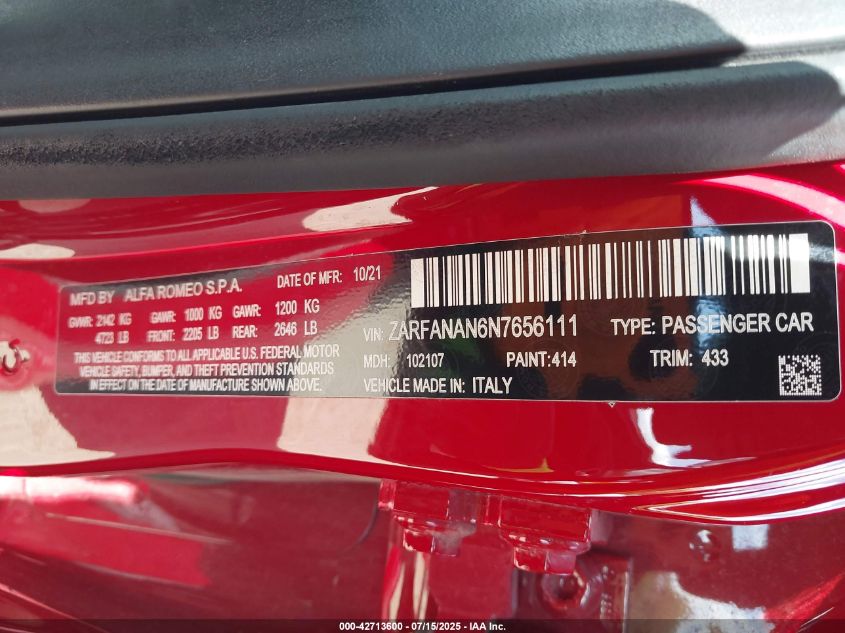 MFD BY ALFA ROMEO S.P.A. DATE OF MFR: 10/21
GVWR: 2142 KG GAWR: 1000 KG GAWR: 1200 KG
4723 LB FRONT: 2205 LB REAR: 2646 LB
THIS VEHICLE CONFORMS TO ALL APPLICABLE U.S. FEDERAL MOTOR
VEHICLE SAFETY, BUMPER, AND THEFT PREVENTION STANDARDS
IN EFFECT ON THE DATE OF MANUFACTURE SHOWN ABOVE.
VIN: ZARFANAN6N7656111 TYPE: PASSENGER CAR
MDH: 102107 PAINT:414 TRIM: 433
VEHICLE MADE IN: ITALY
000-42713600 - 07/15/2025 - IAA Inc.